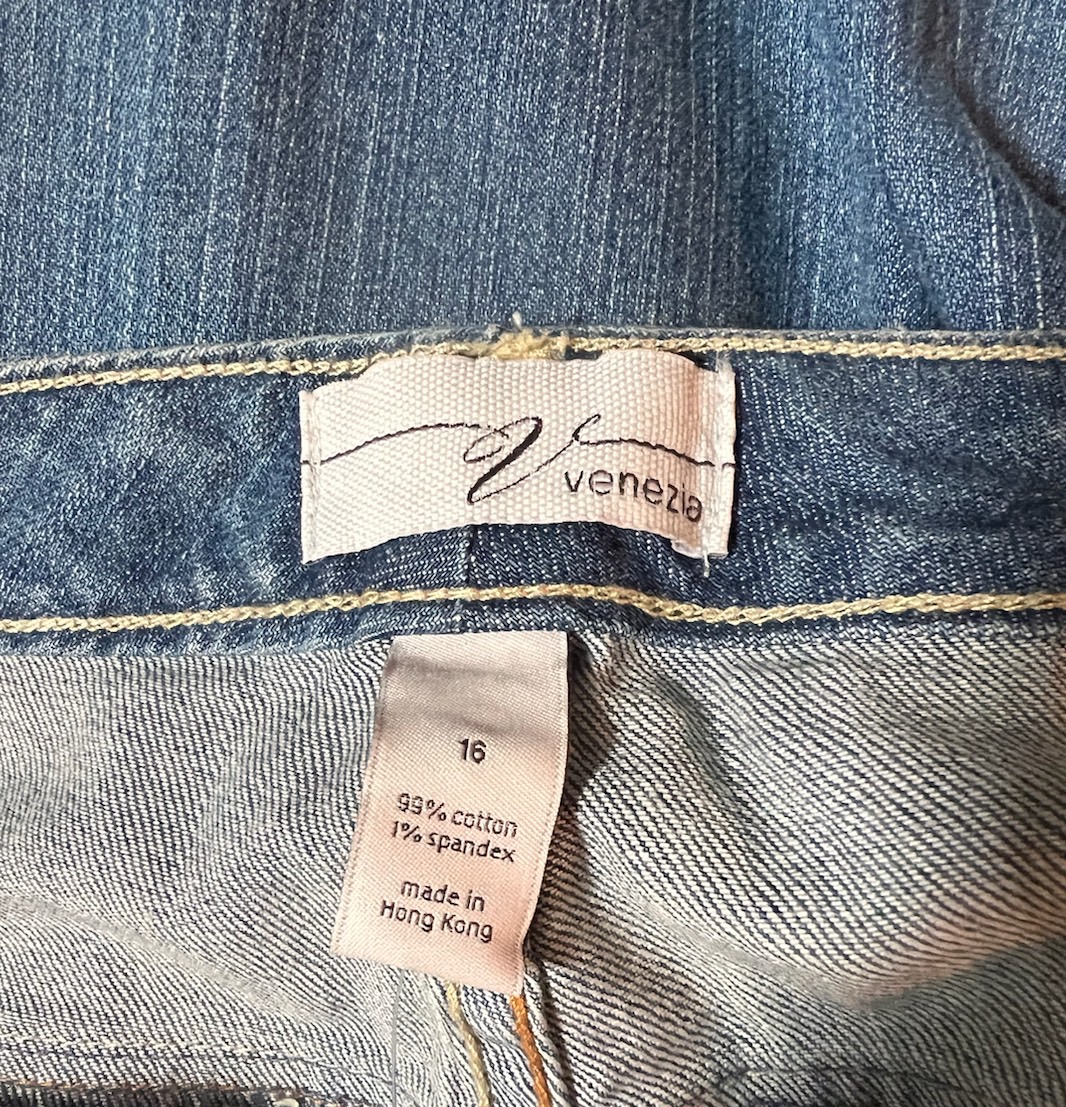 V
venezia
16
99% cotton
1% spandex
made in
Hong Kong